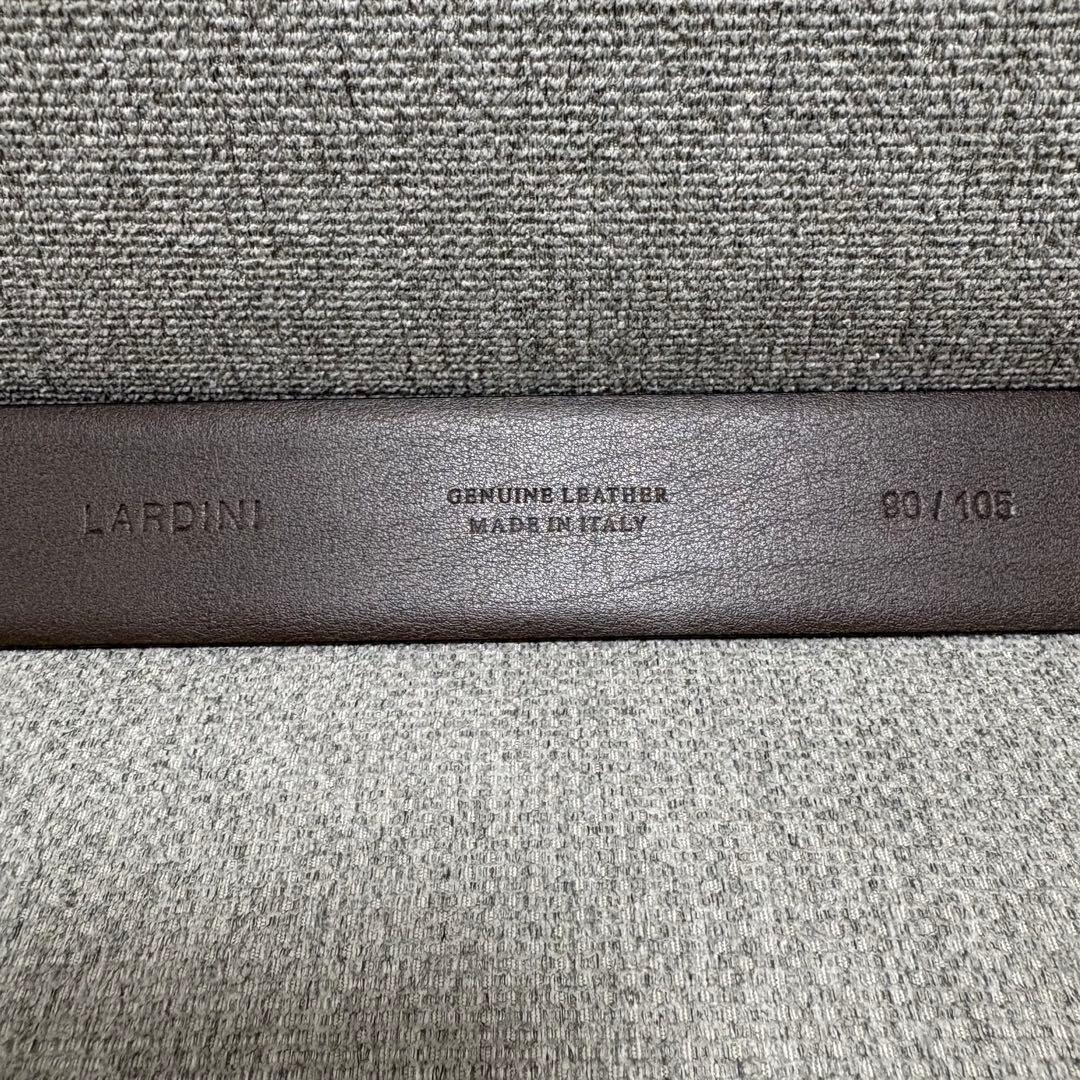 LARDINI
GENUINE LEATHER
MADE IN ITALY
90 / 105